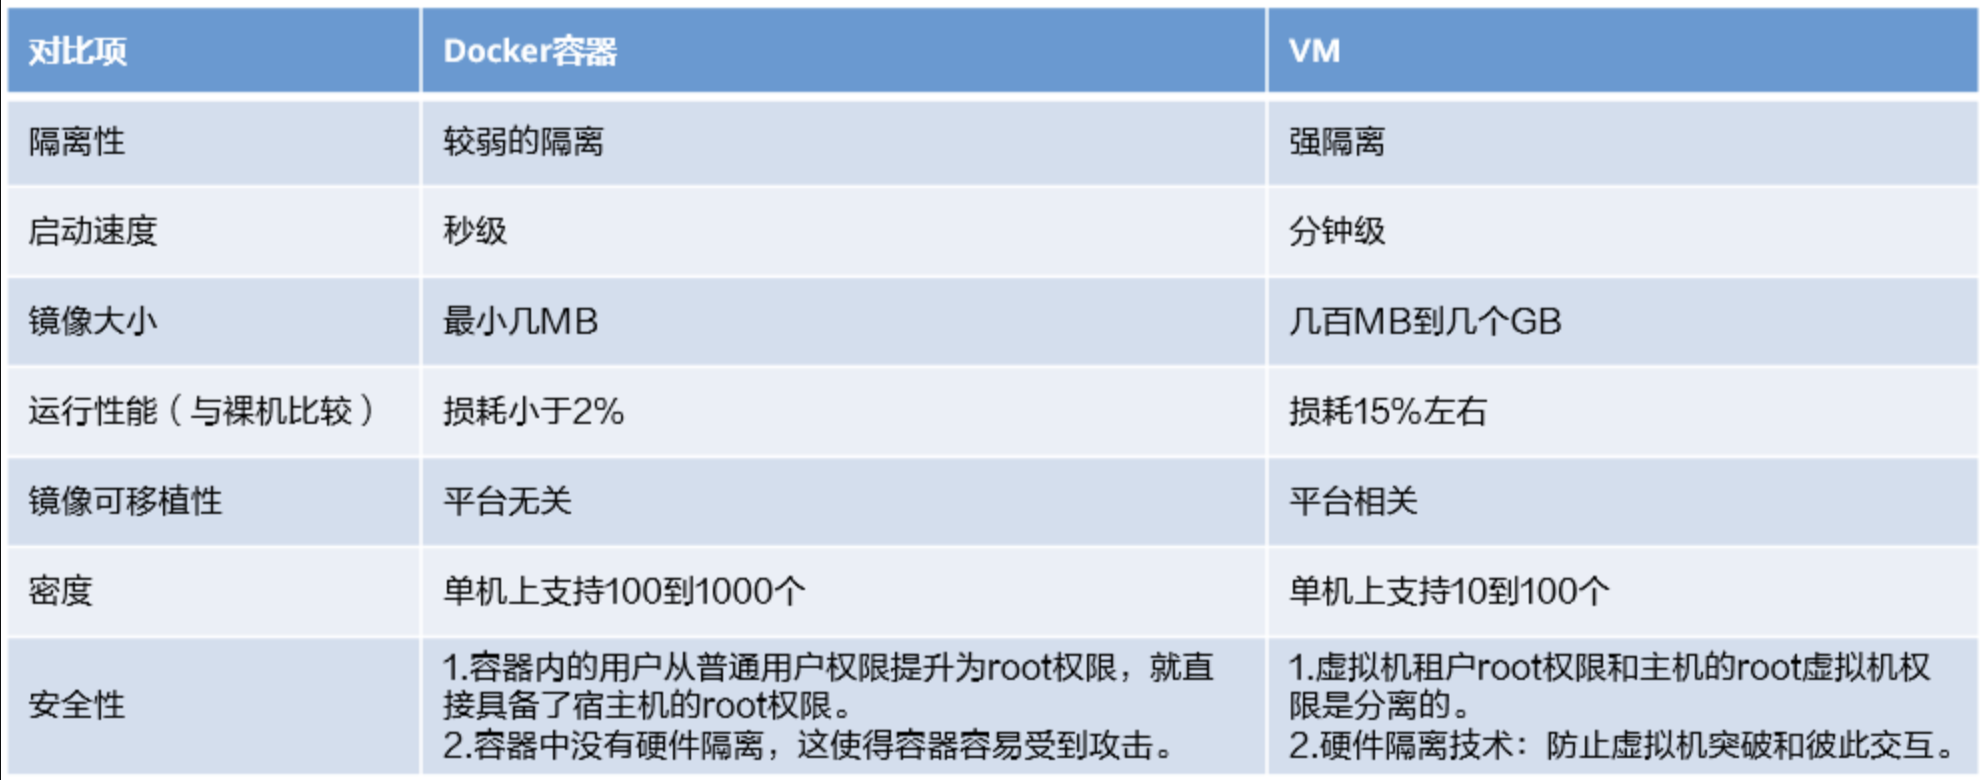 对比项 Docker容器 VM
隔离性 较弱的隔离 强隔离
启动速度 秒级 分钟级
镜像大小 最小几MB 几百MB到几个GB
运行性能（与裸机比较） 损耗小于2% 损耗15%左右
镜像可移植性 平台无关 平台相关
密度 单机上支持100到1000个 单机上支持10到100个
安全性
1.容器内的用户从普通用户权限提升为root权限，就直
接具备了宿主机的root权限。
2.容器中没有硬件隔离，这使得容器容易受到攻击。
1.虚拟机租户root权限和主机的root虚拟机权
限是分离的。
2.硬件隔离技术：防止虚拟机突破和彼此交互。